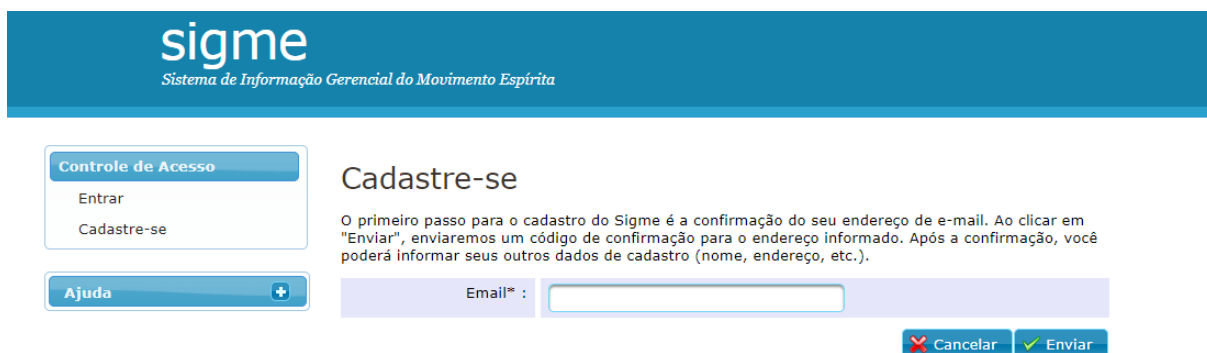 sigme
Sistema de Informação Gerencial do Movimento Espírita
Controle de Acesso
Entrar
Cadastre-se
Ajuda
Cadastre-se
O primeiro passo para o cadastro do Sigme é a confirmação do seu endereço de e-mail. Ao clicar em
"Enviar", enviaremos um código de confirmação para o endereço informado. Após a confirmação, você
poderá informar seus outros dados de cadastro (nome, endereço, etc.).
Email* :
Cancelar
Enviar